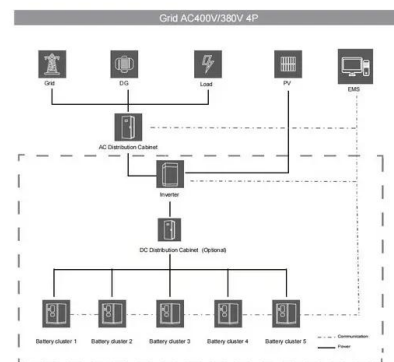 Grid AC400V/380V 4P
Grid
DG
Load
PV
EMS
AC Distribution Cabinet
Inverter
DC Distribution Cabinet (Optional)
Battery cluster 1
Battery cluster 2
Battery cluster 3
Battery cluster 4
Battery cluster 5
Communication
Power